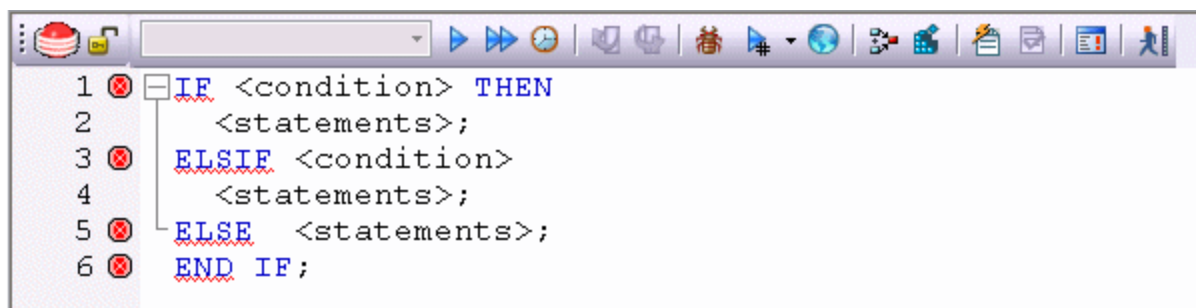 1 IF <condition> THEN
2 <statements>;
3 ELSIF <condition>
4 <statements>;
5 ELSE <statements>;
6 END IF;